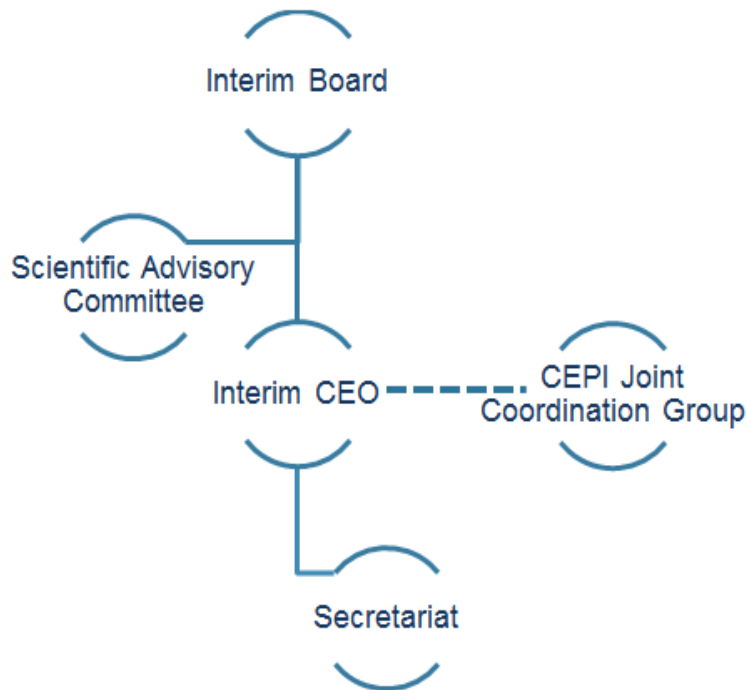 Interim Board
Scientific Advisory
Committee
Interim CEO
CEPI Joint
Coordination Group
Secretariat